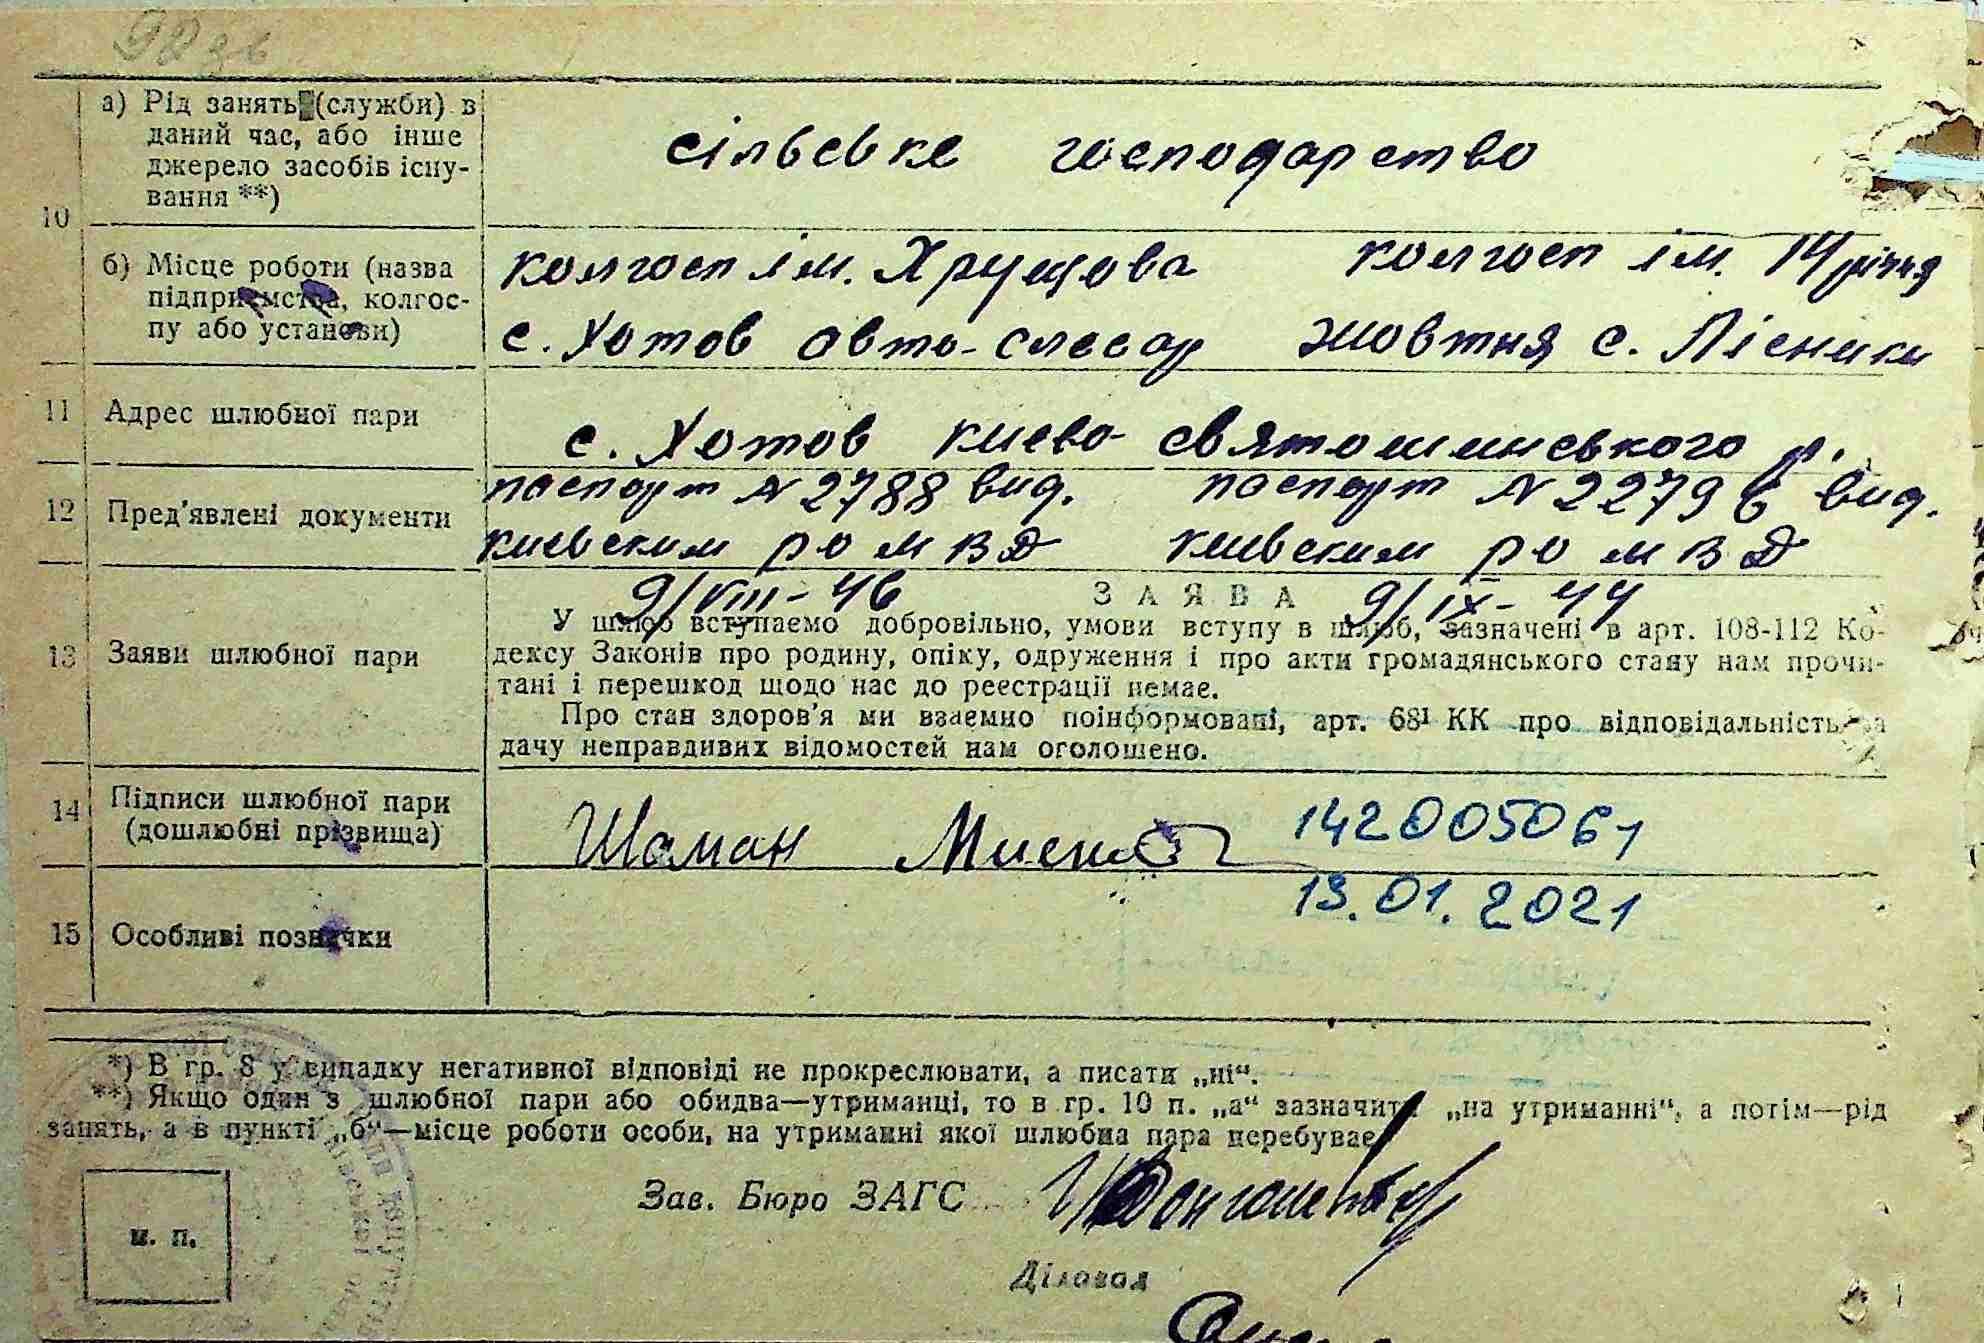 10 а) Рід занять (служби) в
даний час, або інше
джерело засобів існу-
вання **)
сільське господарство
б) Місце роботи (назва
підприємства, колгос-
пу або установи)
колгосп ім. Хрущова
с. Хотов авто-слесар
колгосп ім. 14 річчя
жовтня с. Лісники
11 Адрес шлюбної пари
с. Хотов києво-святошинського р.
12 Пред'явлені документи
паспорт № 2788 вид.
киевским РО МВД
9/VIII-46
паспорт № 2279 вид.
киевским РО МВД
9/IX-44
13 Заяви шлюбної пари
ЗАЯВА
У шлюб вступаємо добровільно, умови вступу в шлюб, зазначені в арт. 108-112 Ко-
дексу Законів про родину, опіку, одруження і про акти громадянського стану нам прочи-
тані і перешкод щодо нас до реєстрації немає.
Про стан здоров'я ми взаємно поінформовані, арт. 68¹ КК про відповідальність за
дачу неправдивих відомостей нам оголошено.
14 Підписи шлюбної пари
(дошлюбні прізвища)
Шаман
142005061
13.01.2021
15 Особливі позначки
*) В гр. 8 у випадку негативної відповіді не прокреслювати, а писати „ні“.
**) Якщо один з шлюбної пари або обидва—утриманці, то в гр. 10 п. „а“ зазначити „на утриманні“, а потім—рід
занять, а в пункті „б“—місце роботи особи, на утриманні якої шлюбна пара перебуває
Зав. Бюро ЗАГС
м. п.
Діловод